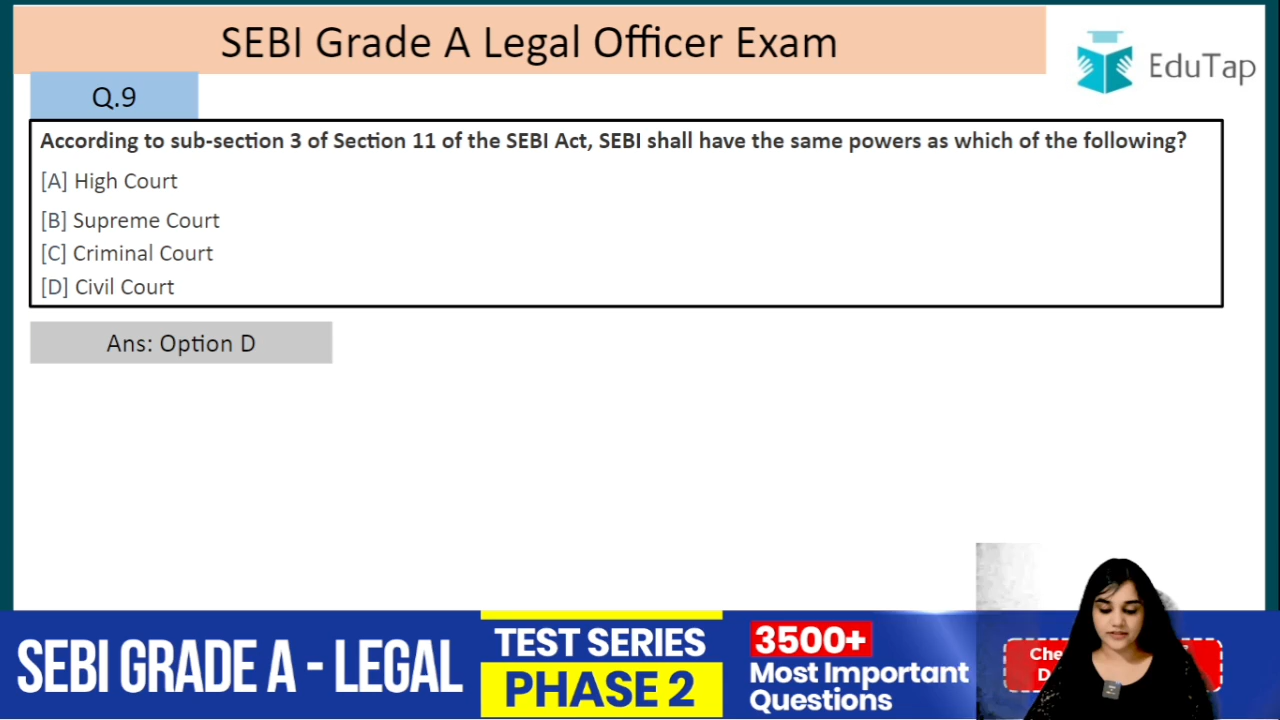 SEBI Grade A Legal Officer Exam
EduTap
Q.9
According to sub-section 3 of Section 11 of the SEBI Act, SEBI shall have the same powers as which of the following?
[A] High Court
[B] Supreme Court
[C] Criminal Court
[D] Civil Court
Ans: Option D
SEBI GRADE A - LEGAL
TEST SERIES
PHASE 2
3500+
Most Important
Questions